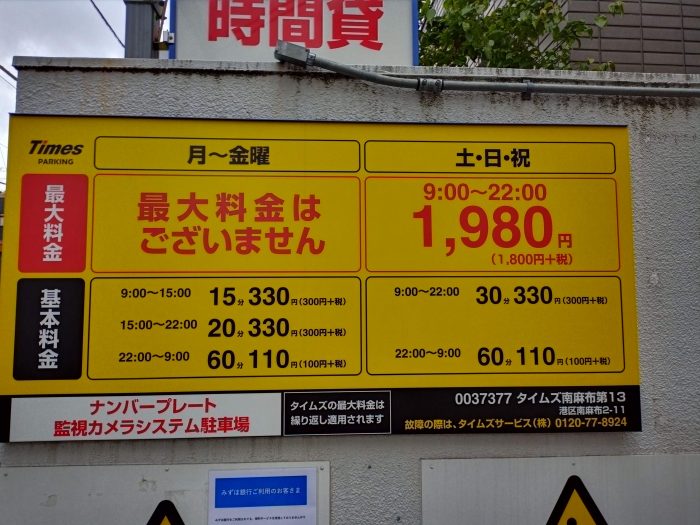 時間貸
Times
PARKING
月～金曜
土・日・祝
最大料金
最大料金は
ございません
9:00～22:00
1,980円
(1,800円+税)
基本料金
9:00～15:00 15分330円(300円+税)
15:00～22:00 20分330円(300円+税)
22:00～9:00 60分110円(100円+税)
9:00～22:00 30分330円(300円+税)
22:00～9:00 60分110円(100円+税)
ナンバープレート
監視カメラシステム駐車場
タイムズの最大料金は
繰り返し適用されます
0037377 タイムズ南麻布第13
港区南麻布2-11
故障の際は、タイムズサービス(株) 0120-77-8924
みずほ銀行ご利用のお客さま